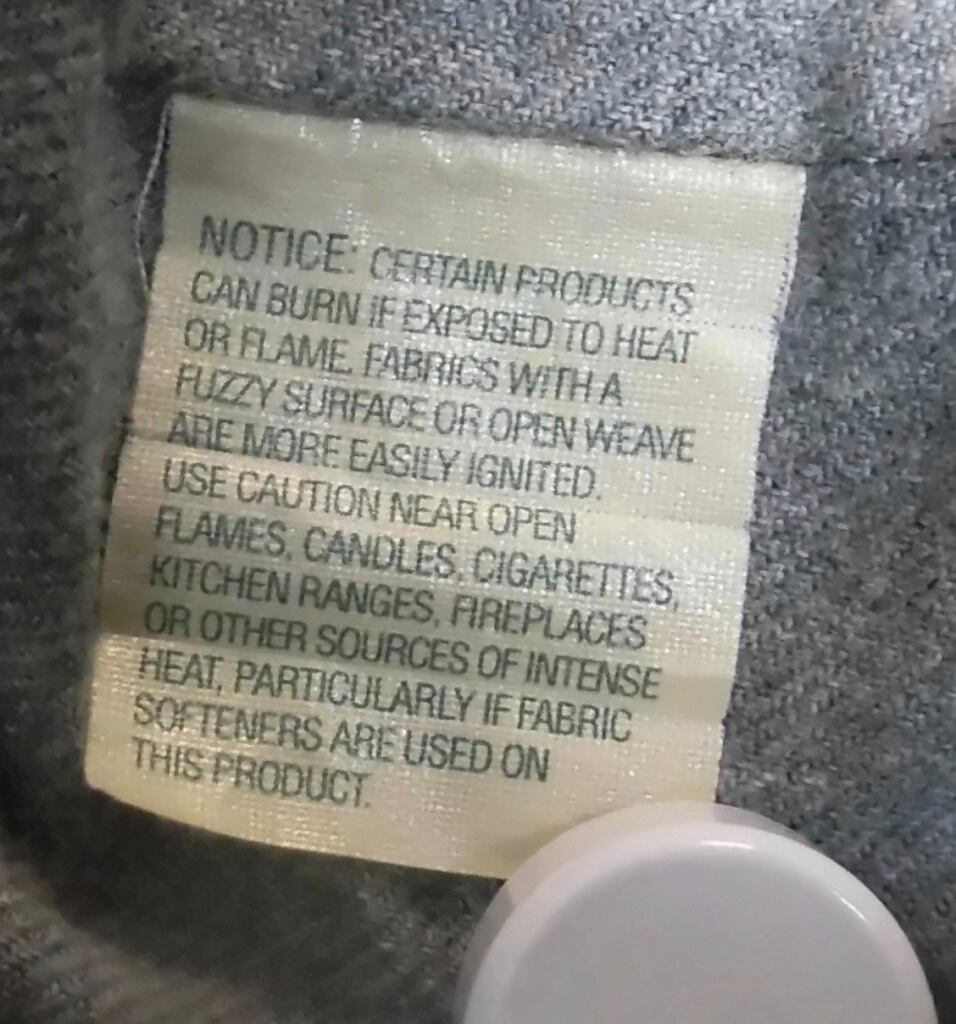 NOTICE: CERTAIN PRODUCTS
CAN BURN IF EXPOSED TO HEAT
OR FLAME. FABRICS WITH A
FUZZY SURFACE OR OPEN WEAVE
ARE MORE EASILY IGNITED.
USE CAUTION NEAR OPEN
FLAMES, CANDLES, CIGARETTES,
KITCHEN RANGES, FIREPLACES
OR OTHER SOURCES OF INTENSE
HEAT, PARTICULARLY IF FABRIC
SOFTENERS ARE USED ON
THIS PRODUCT.